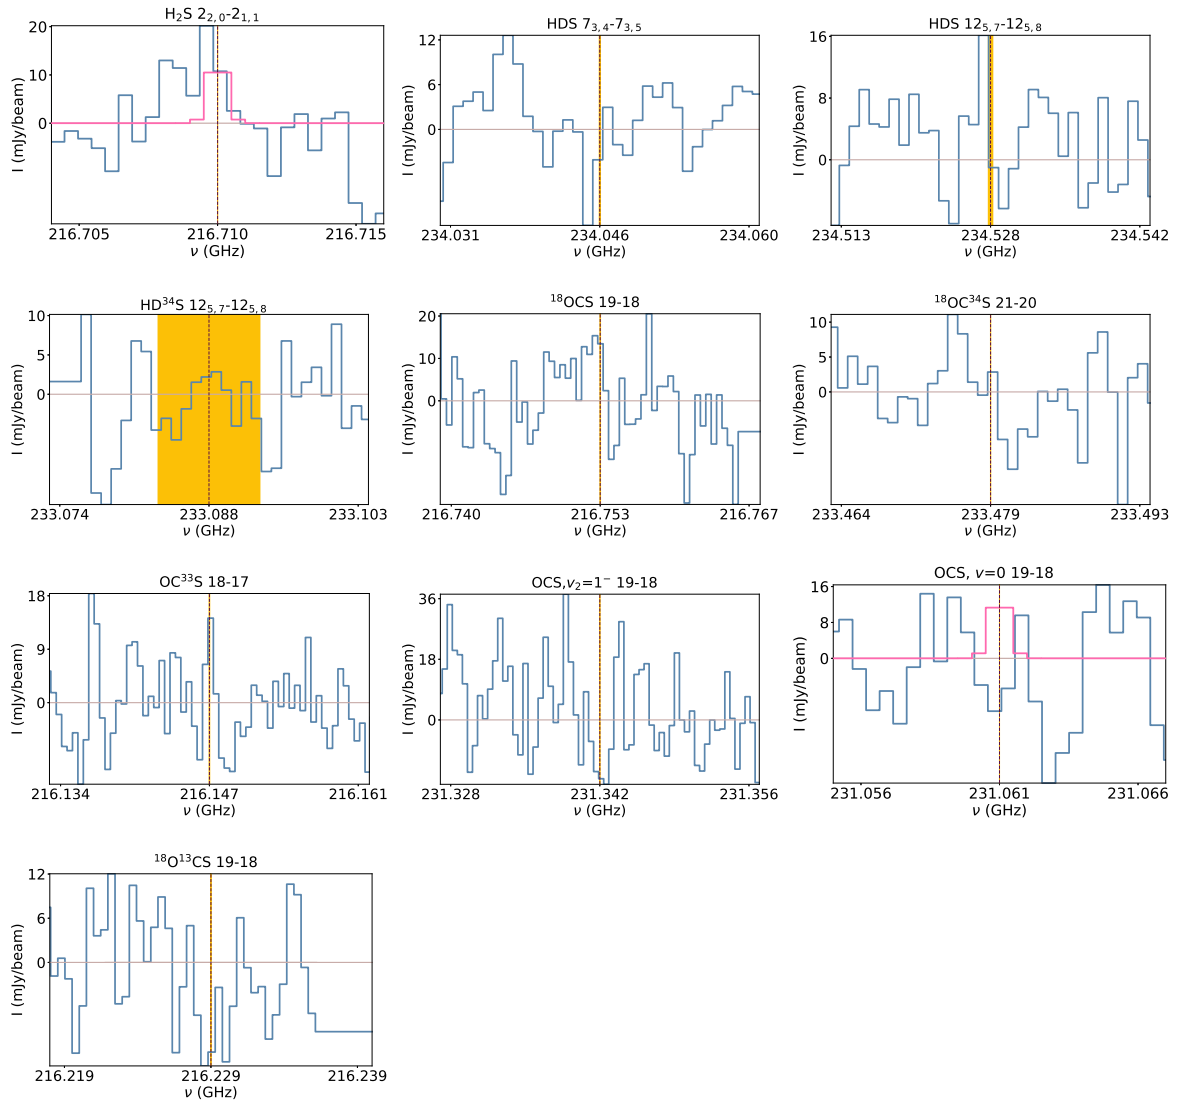 H₂S 2₂,₀-2₁,₁
20
10
0
I (mJy/beam)
216.705 216.710 216.715
ν (GHz)
HDS 7₃,₄-7₃,₅
12
6
0
I (mJy/beam)
234.031 234.046 234.060
ν (GHz)
HDS 12₅,₇-12₅,₈
16
8
0
I (mJy/beam)
234.513 234.528 234.542
ν (GHz)
HD³⁴S 12₅,₇-12₅,₈
10
5
0
I (mJy/beam)
233.074 233.088 233.103
ν (GHz)
¹⁸OCS 19-18
20
10
0
I (mJy/beam)
216.740 216.753 216.767
ν (GHz)
¹⁸OC³⁴S 21-20
10
5
0
I (mJy/beam)
233.464 233.479 233.493
ν (GHz)
OC³³S 18-17
18
9
0
I (mJy/beam)
216.134 216.147 216.161
ν (GHz)
OCS,ν₂=1⁻ 19-18
36
18
0
I (mJy/beam)
231.328 231.342 231.356
ν (GHz)
OCS, ν=0 19-18
16
8
0
I (mJy/beam)
231.056 231.061 231.066
ν (GHz)
¹⁸O¹³CS 19-18
12
6
0
I (mJy/beam)
216.219 216.229 216.239
ν (GHz)